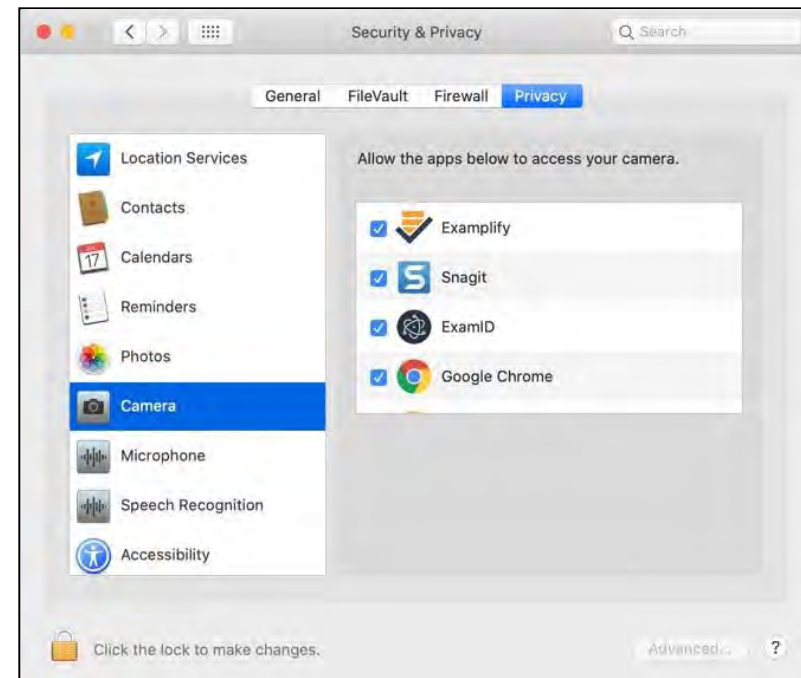 Security & Privacy
Search
General FileVault Firewall Privacy
Location Services
Contacts
17
Calendars
Reminders
Photos
Camera
Microphone
Speech Recognition
Accessibility
Allow the apps below to access your camera.
Examplify
Snagit
ExamID
Google Chrome
Click the lock to make changes.
Advanced...
?